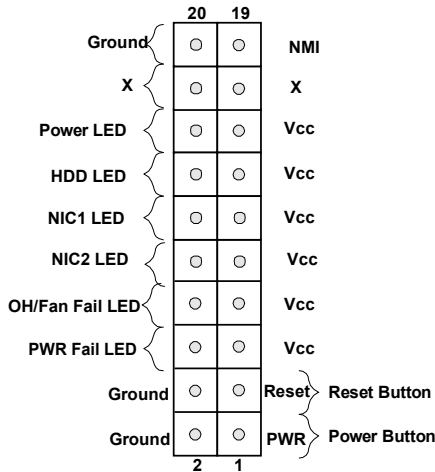 20 19
Ground NMI
X X
Power LED Vcc
HDD LED Vcc
NIC1 LED Vcc
NIC2 LED Vcc
OH/Fan Fail LED Vcc
PWR Fail LED Vcc
Ground Reset Reset Button
Ground PWR Power Button
2 1